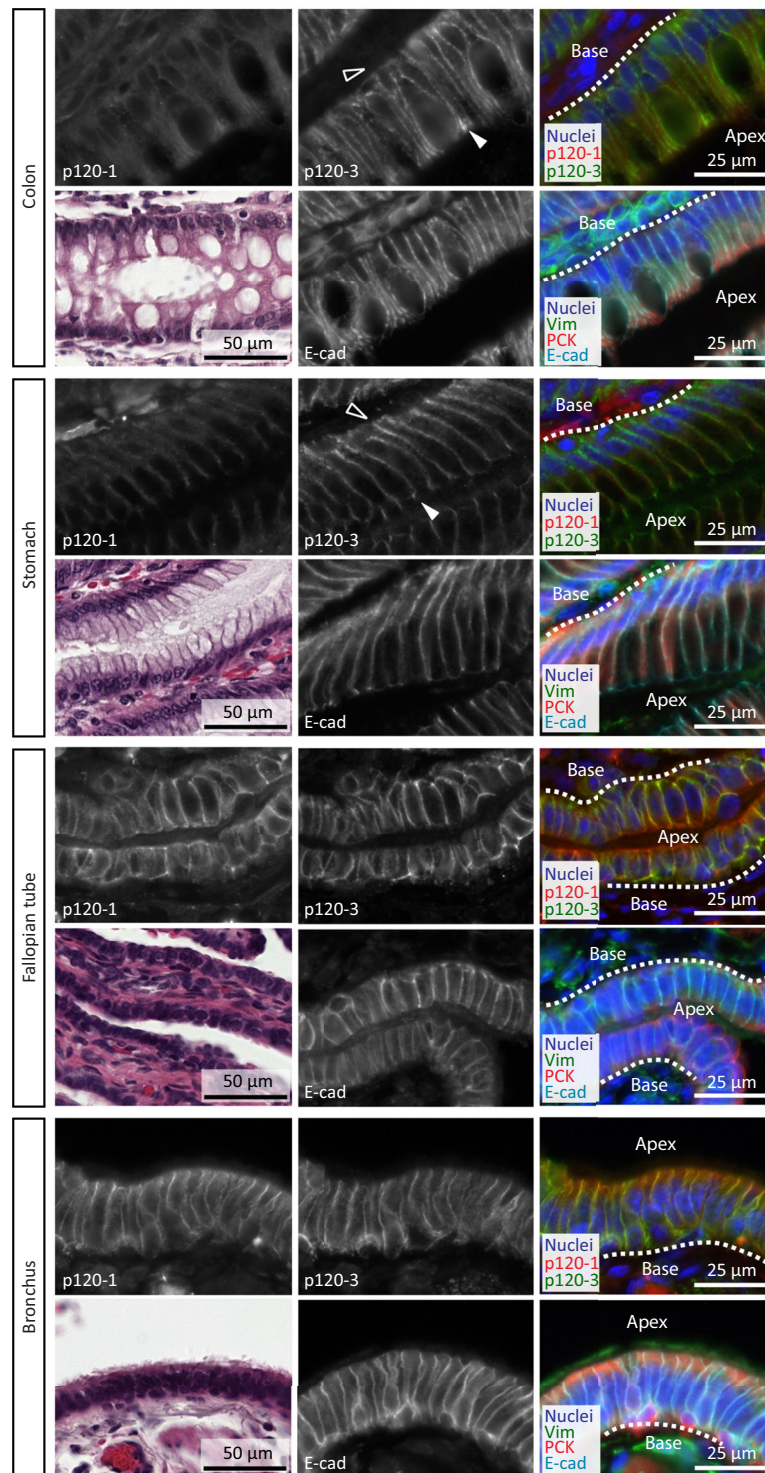 Colon
p120-1
p120-3
Base
Nuclei
p120-1
p120-3
Apex
25 µm
50 µm
E-cad
Base
Nuclei
Vim
PCK
E-cad
Apex
25 µm
Stomach
p120-1
p120-3
Base
Nuclei
p120-1
p120-3
Apex
25 µm
50 µm
E-cad
Base
Nuclei
Vim
PCK
E-cad
Apex
25 µm
Fallopian tube
p120-1
p120-3
Base
Apex
Nuclei
p120-1
p120-3
Base
25 µm
50 µm
E-cad
Base
Apex
Nuclei
Vim
PCK
E-cad
Base
25 µm
Bronchus
p120-1
p120-3
Apex
Nuclei
p120-1
p120-3
Base
25 µm
50 µm
E-cad
Apex
Nuclei
Vim
PCK
E-cad
Base
25 µm